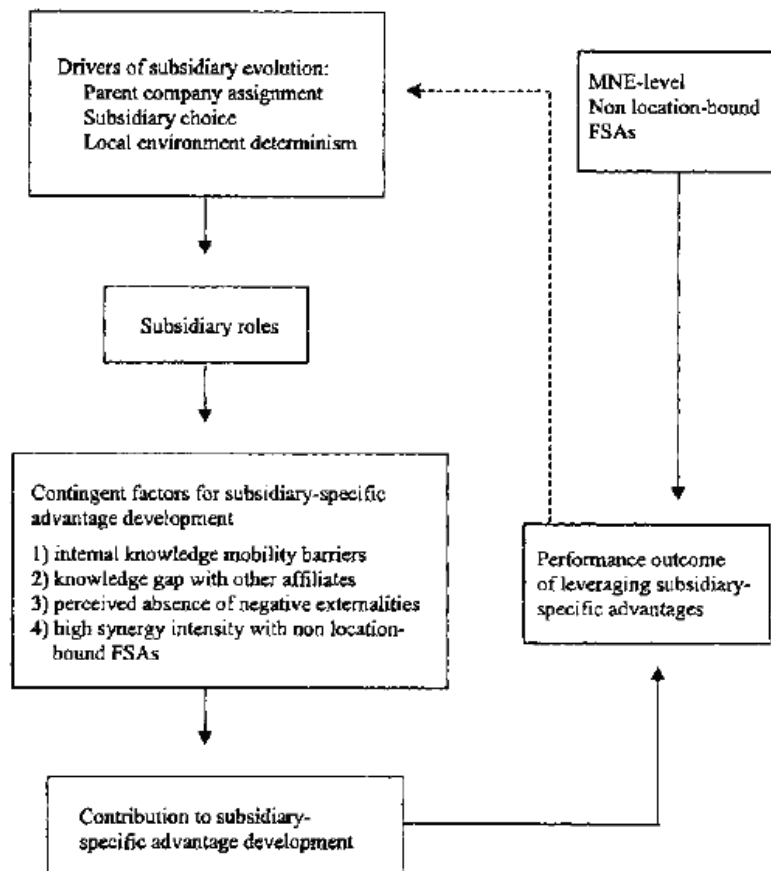 Drivers of subsidiary evolution:
Parent company assignment
Subsidiary choice
Local environment determinism
MNE-level
Non location-bound
FSAs
Subsidiary roles
Contingent factors for subsidiary-specific
advantage development
1) internal knowledge mobility barriers
2) knowledge gap with other affiliates
3) perceived absence of negative externalities
4) high synergy intensity with non location-
bound FSAs
Performance outcome
of leveraging subsidiary-
specific advantages
Contribution to subsidiary-
specific advantage development